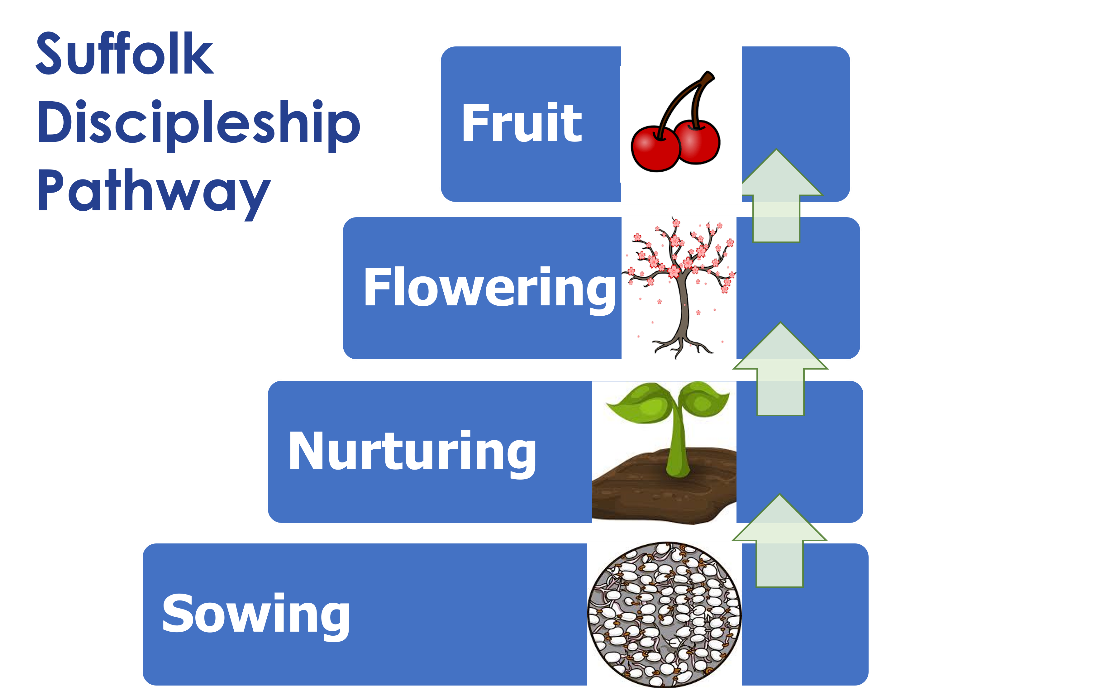 Suffolk
Discipleship
Pathway
Fruit
Flowering
Nurturing
Sowing